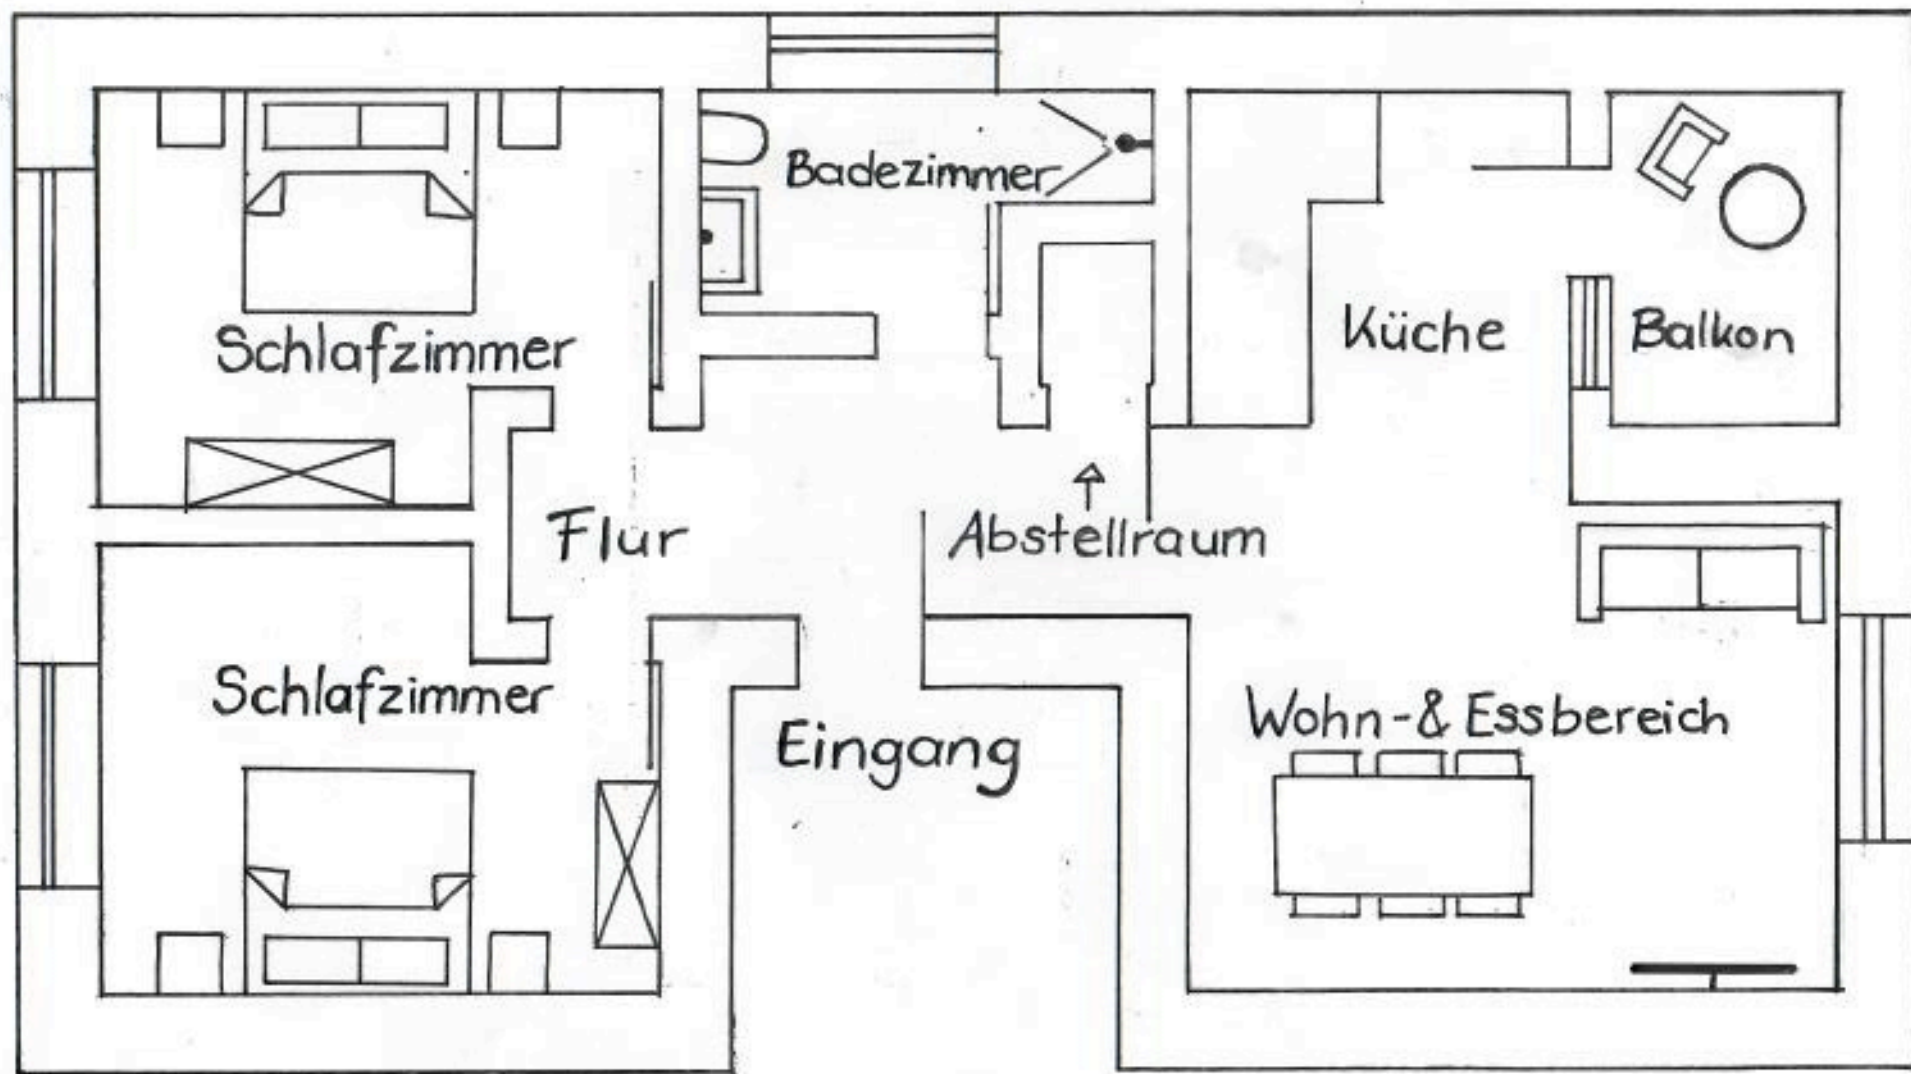 Badezimmer
Schlafzimmer
Küche
Balkon
Flur
Abstellraum
Schlafzimmer
Eingang
Wohn-& Essbereich